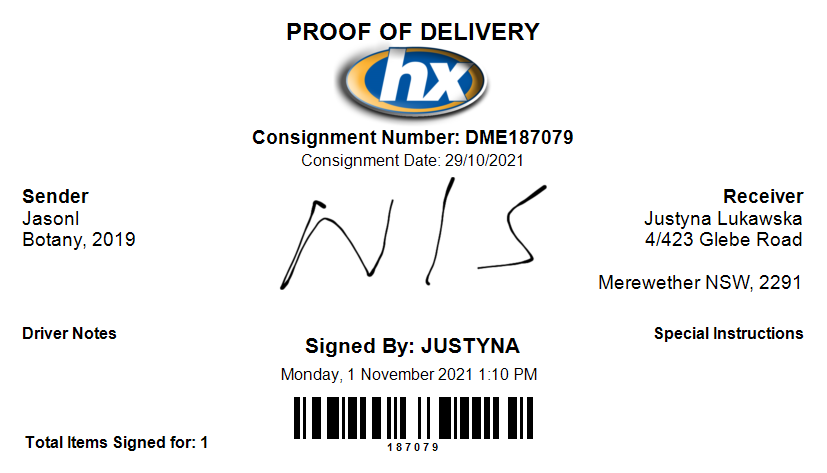 PROOF OF DELIVERY
hx
Consignment Number: DME187079
Consignment Date: 29/10/2021
Sender
Jasonl
Botany, 2019
NIS
Receiver
Justyna Lukawska
4/423 Glebe Road
Merewether NSW, 2291
Driver Notes
Special Instructions
Signed By: JUSTYNA
Monday, 1 November 2021 1:10 PM
187079
Total Items Signed for: 1